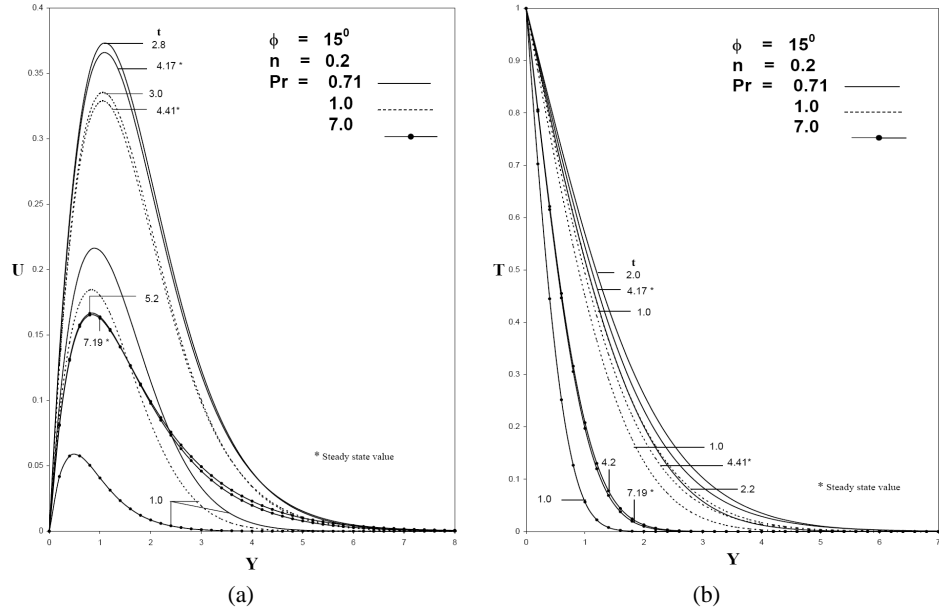 0.4
0.35
0.3
0.25
0.2
0.15
0.1
0.05
0
U
t
2.8
4.17 *
3.0
4.41*
5.2
7.19 *
1.0
ϕ = 15⁰
n = 0.2
Pr = 0.71
1.0
7.0
* Steady state value
0 1 2 3 4 5 6 7 8
Y
(a)
1
0.9
0.8
0.7
0.6
0.5
0.4
0.3
0.2
0.1
0
T
ϕ = 15⁰
n = 0.2
Pr = 0.71
1.0
7.0
t
2.0
4.17 *
1.0
1.0
4.41*
2.2
4.2
7.19 *
1.0
* Steady state value
0 1 2 3 4 5 6 7
Y
(b)